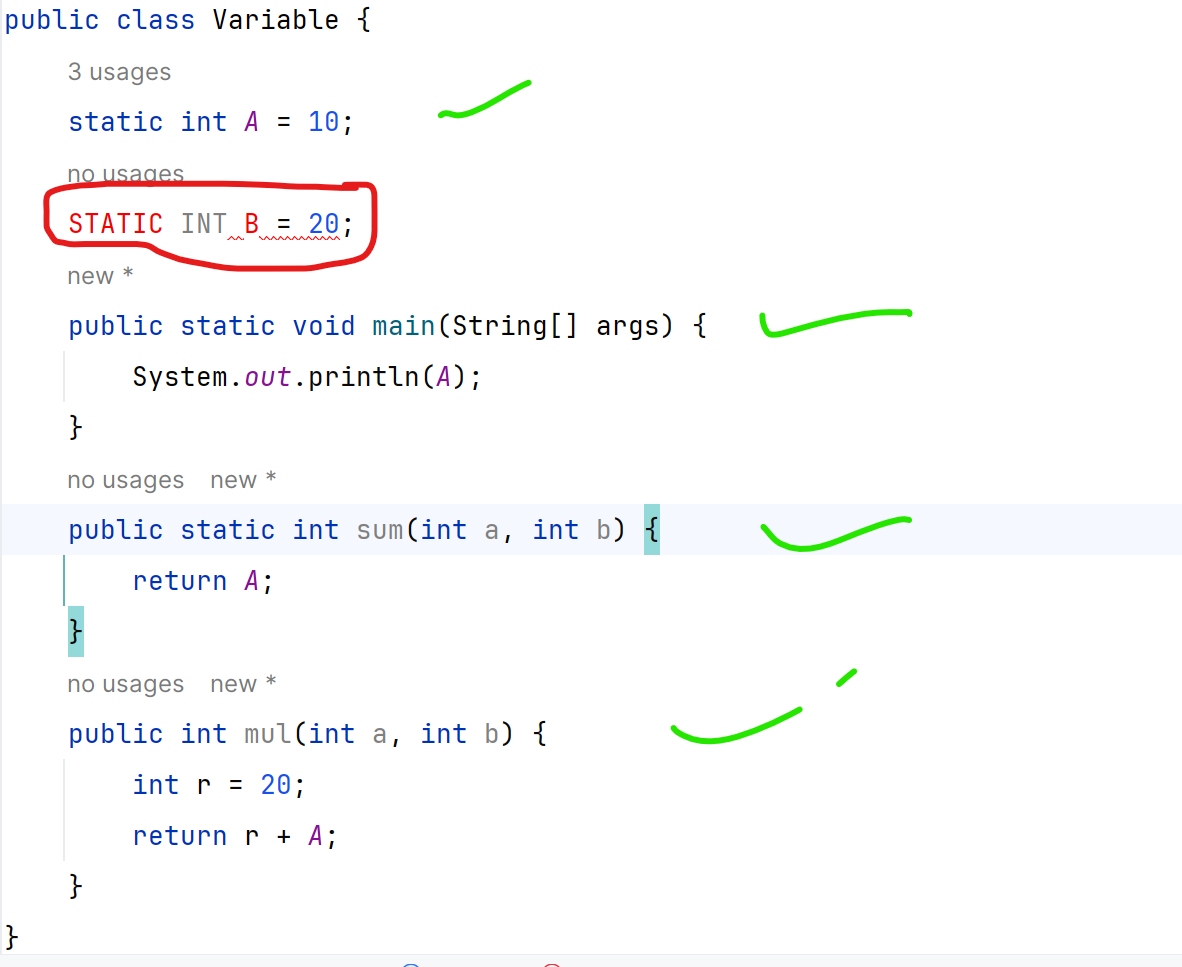 public class Variable {
3 usages
static int A = 10;
no usages
STATIC INT B = 20;
new *
public static void main(String[] args) {
System.out.println(A);
}
no usages new *
public static int sum(int a, int b) {
return A;
}
no usages new *
public int mul(int a, int b) {
int r = 20;
return r + A;
}
}